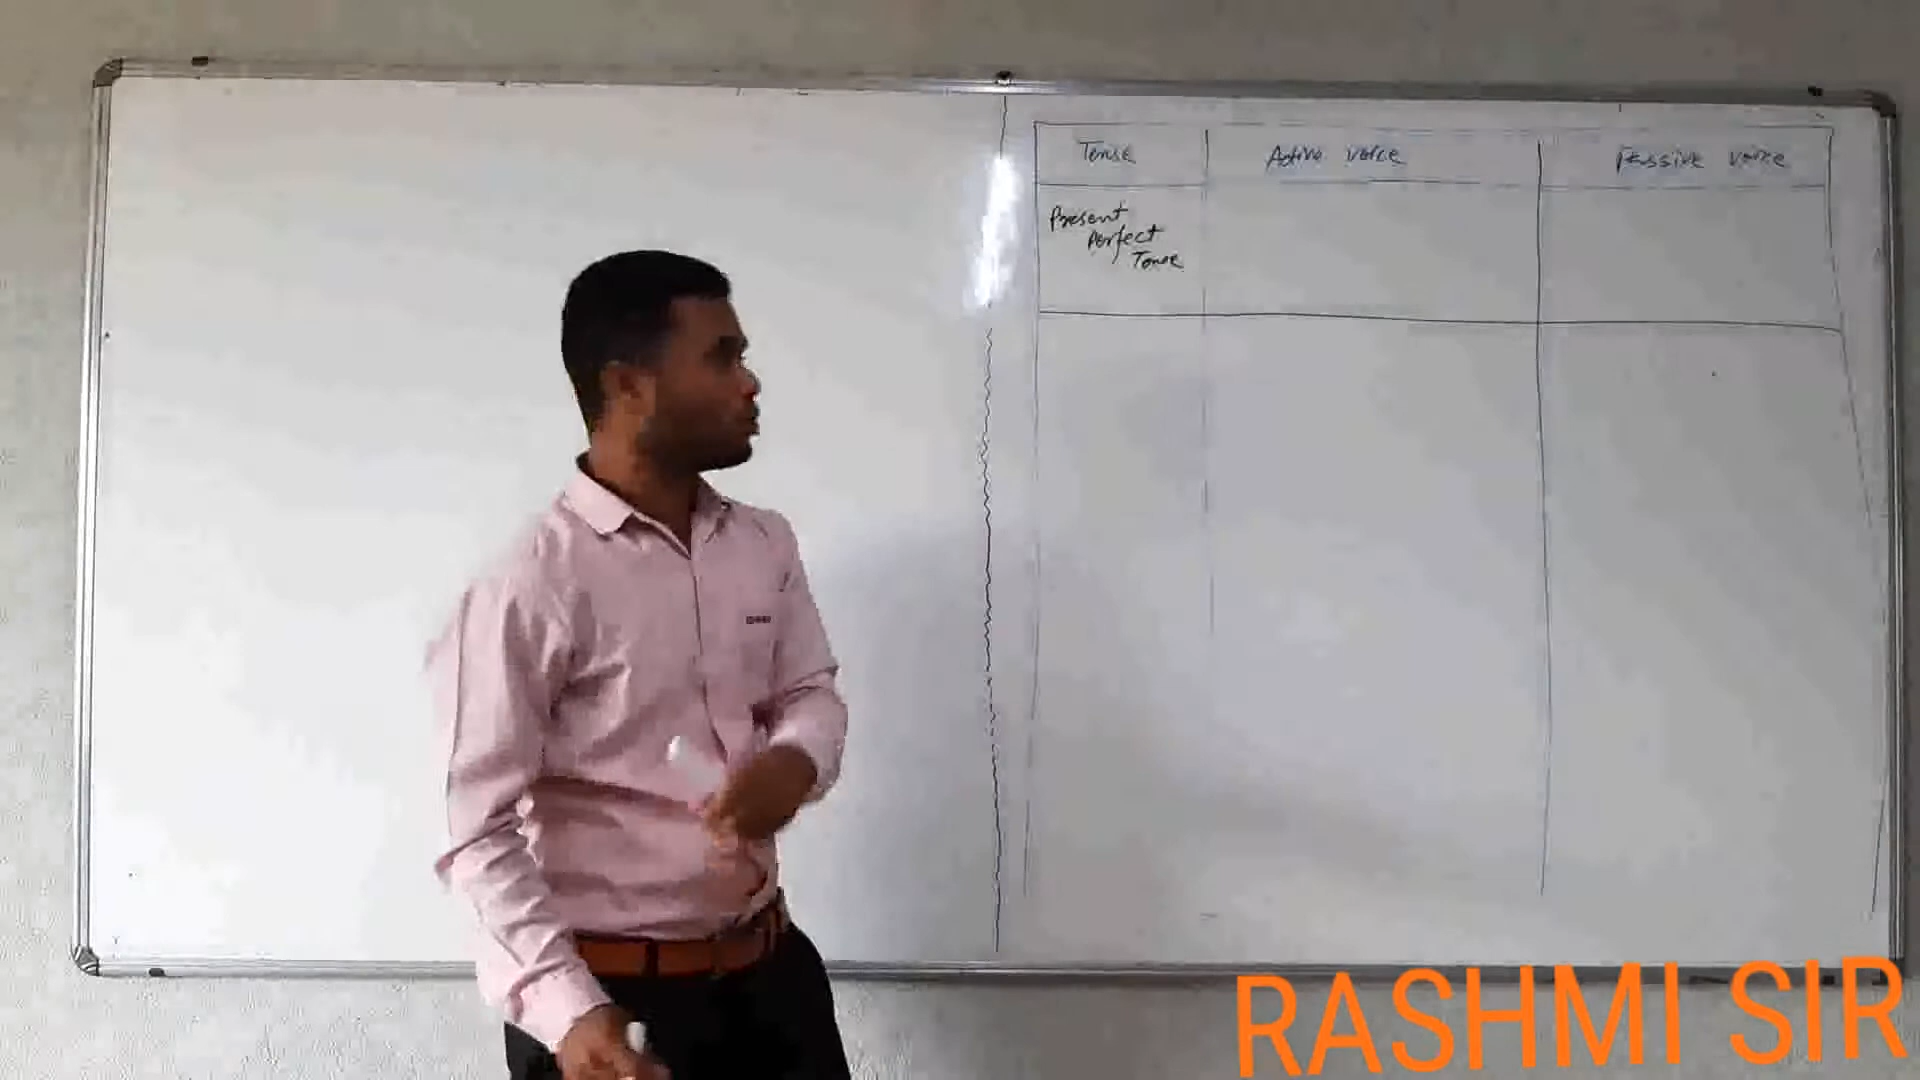 Tense Active voice Passive voice
Present
Perfect
Tense
RASHMI SIR